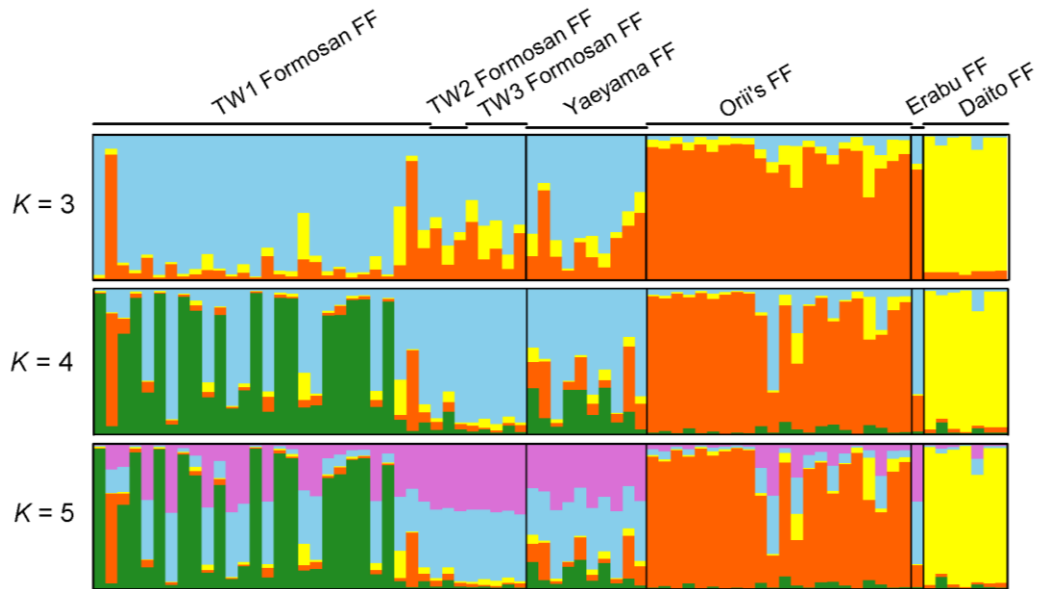 TW1 Formosan FF
TW2 Formosan FF
TW3 Formosan FF
Yaeyama FF
Orii's FF
Erabu FF
Daito FF
K = 3
K = 4
K = 5